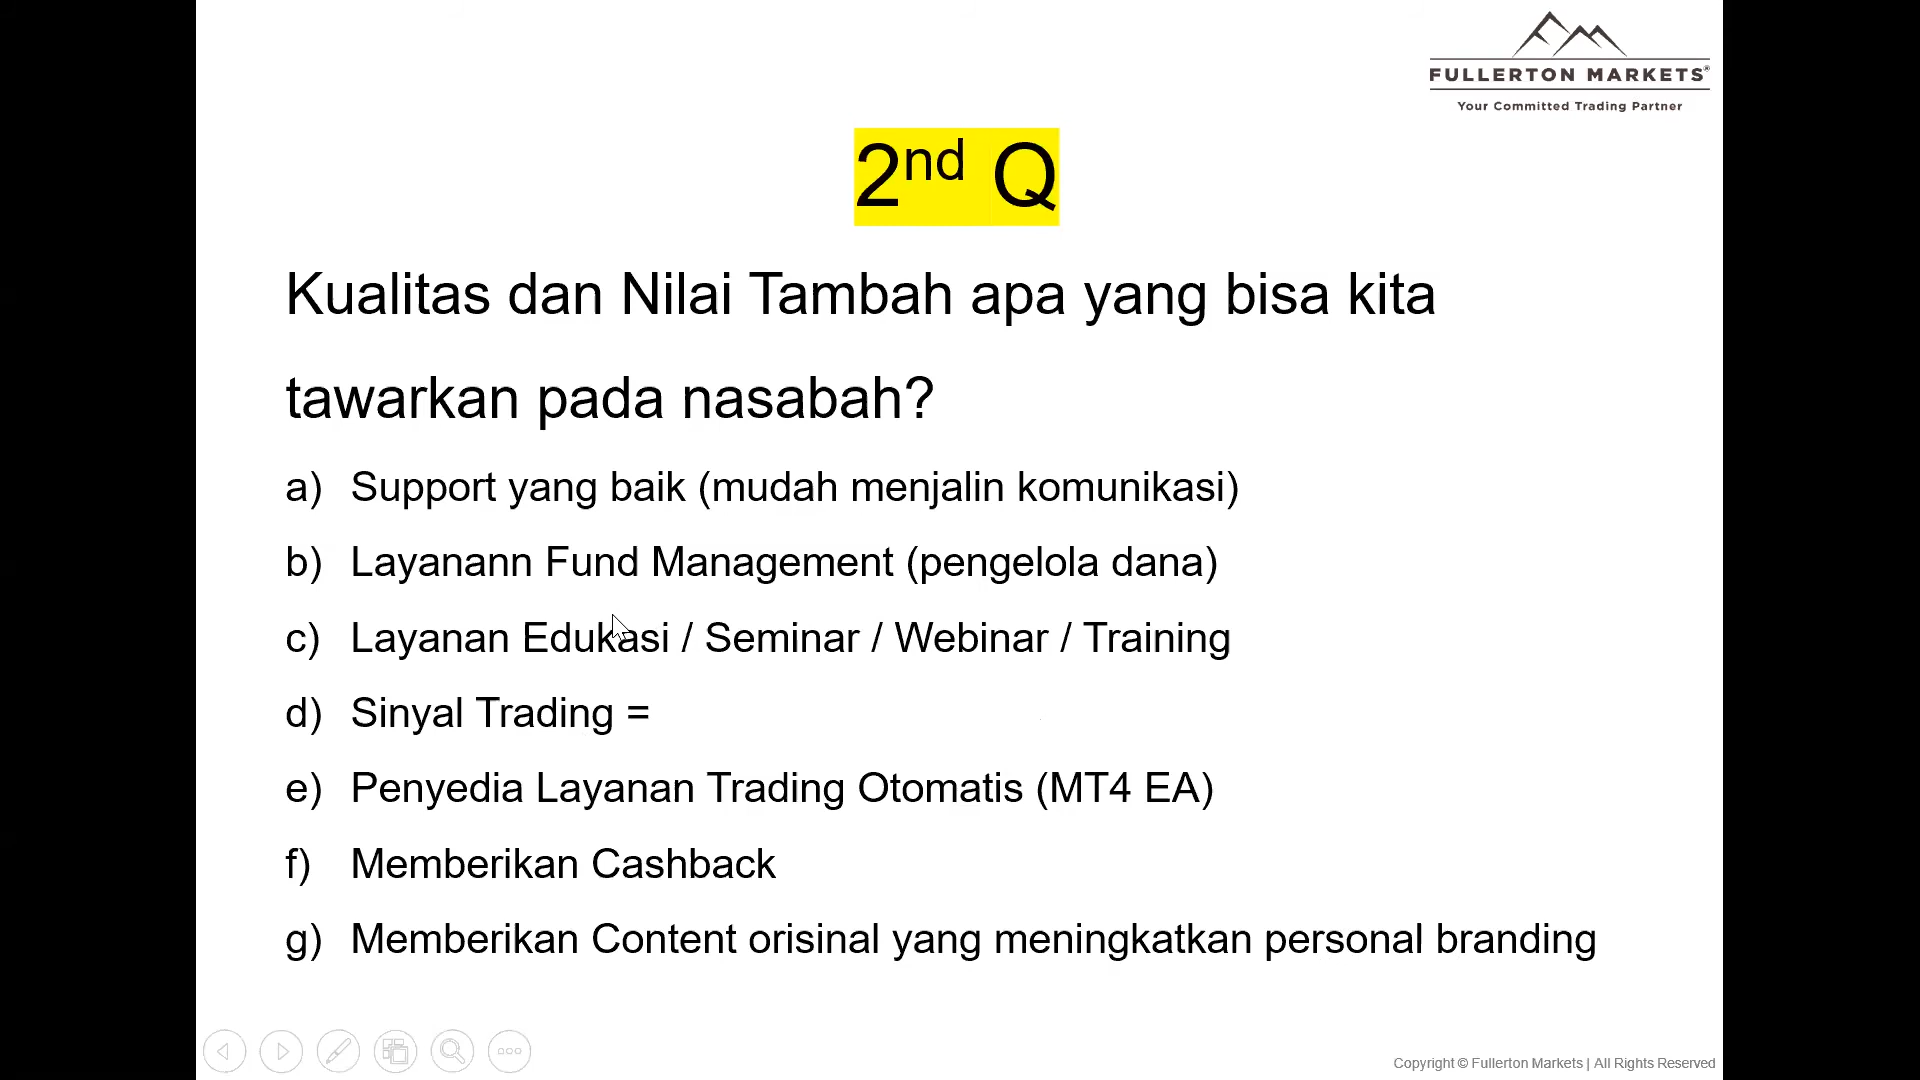 FULLERTON MARKETS®
Your Committed Trading Partner
2nd Q
Kualitas dan Nilai Tambah apa yang bisa kita
tawarkan pada nasabah?
a) Support yang baik (mudah menjalin komunikasi)
b) Layanann Fund Management (pengelola dana)
c) Layanan Edukasi / Seminar / Webinar / Training
d) Sinyal Trading =
e) Penyedia Layanan Trading Otomatis (MT4 EA)
f) Memberikan Cashback
g) Memberikan Content orisinal yang meningkatkan personal branding
Copyright © Fullerton Markets | All Rights Reserved